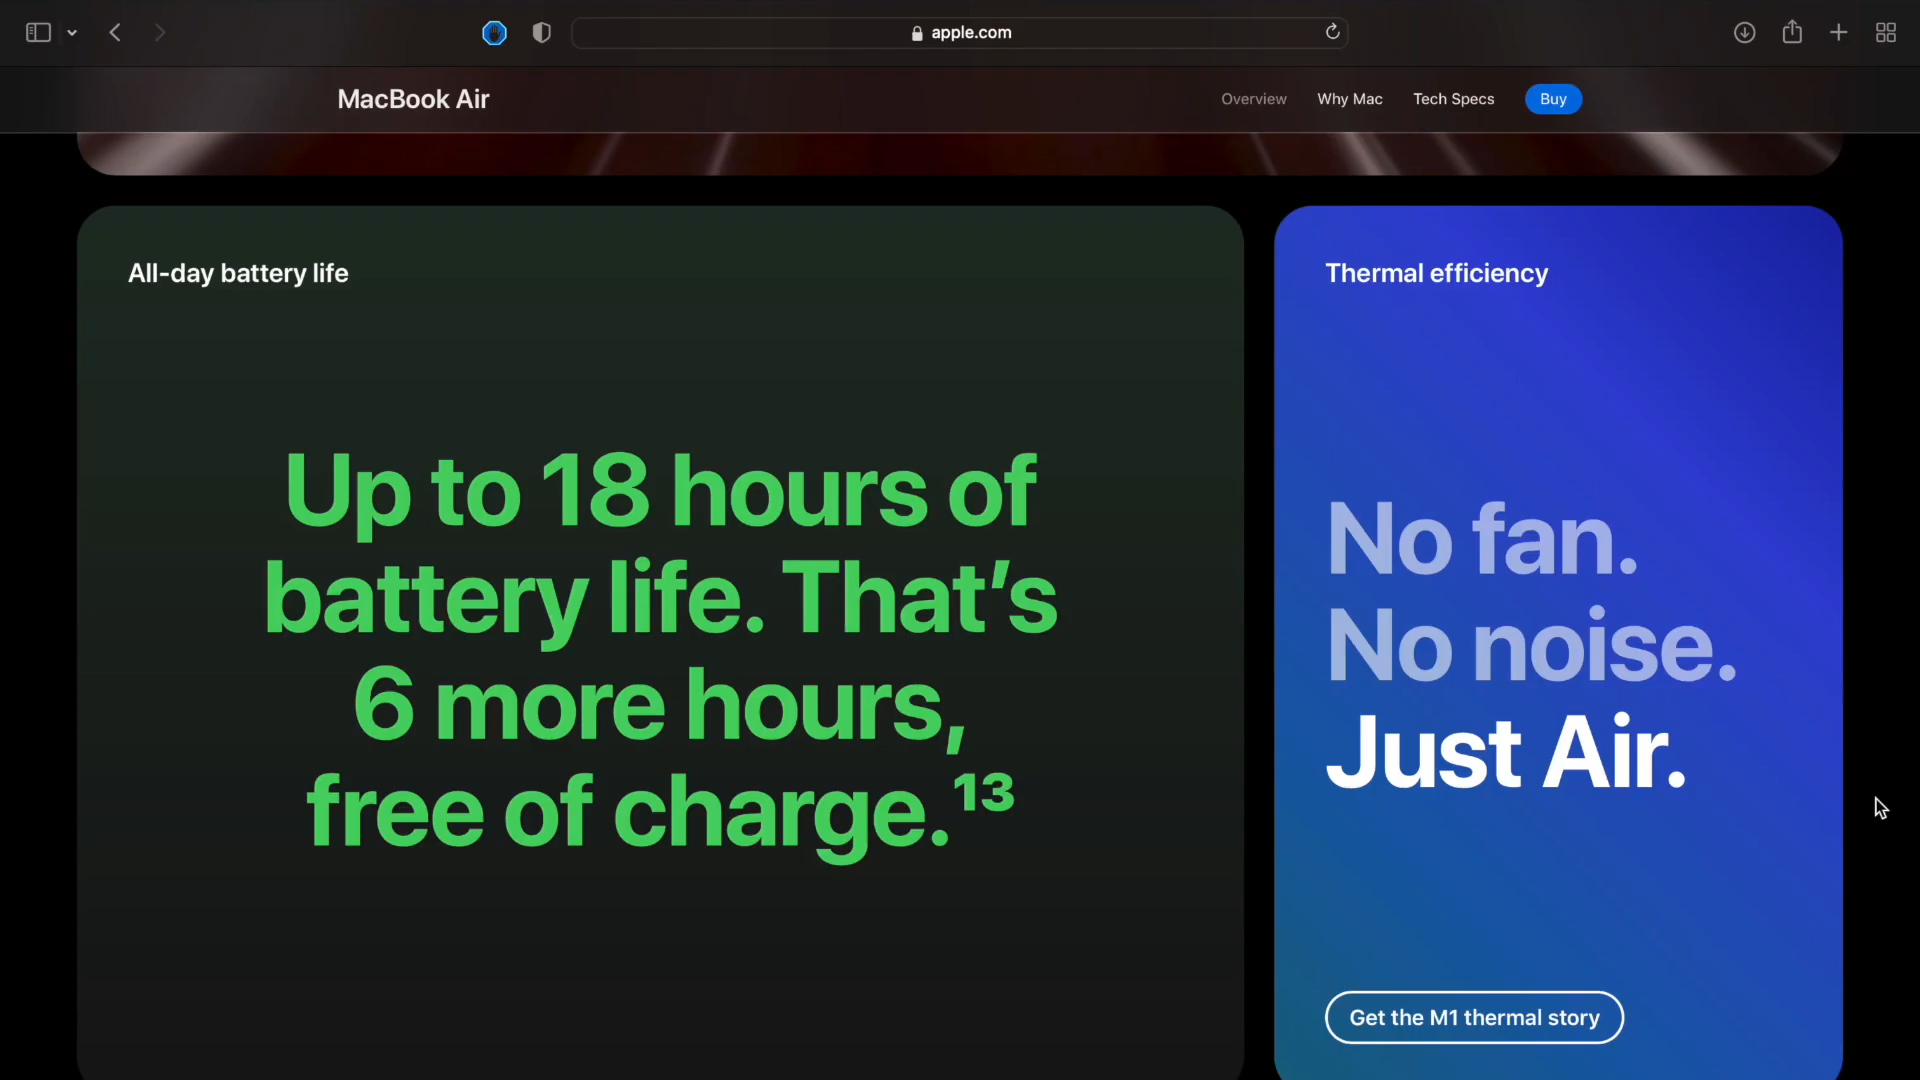 apple.com
MacBook Air
Overview
Why Mac
Tech Specs
Buy
All-day battery life
Up to 18 hours of
battery life. That’s
6 more hours,
free of charge.¹³
Thermal efficiency
No fan.
No noise.
Just Air.
Get the M1 thermal story